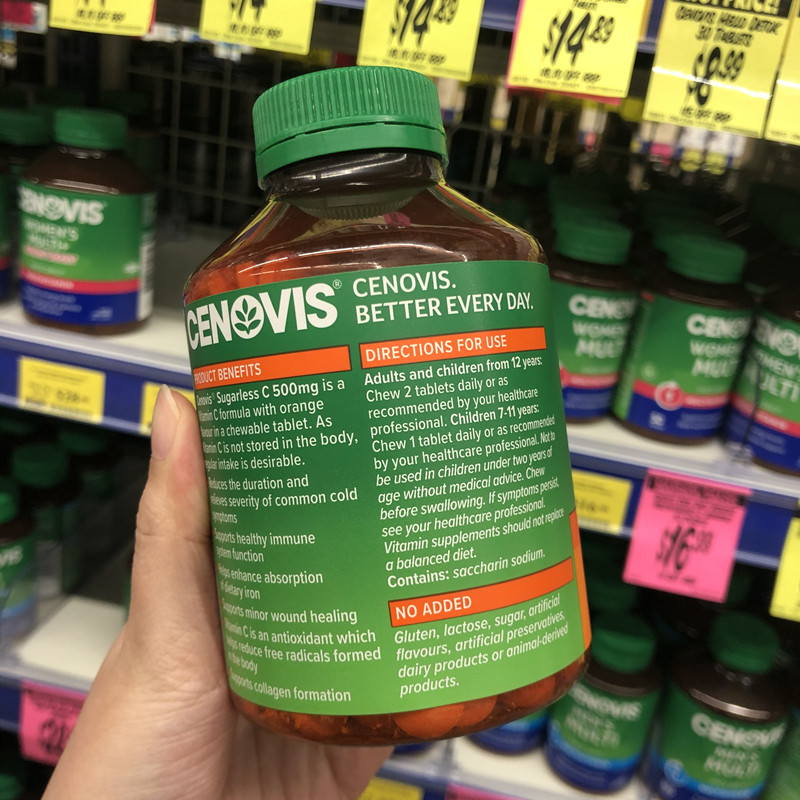 $14.89
$14.89
$8.99
CENOVIS
WOMEN'S
MULTI+
CENOVIS®
CENOVIS.
BETTER EVERY DAY.
PRODUCT BENEFITS
Cenovis® Sugarless C 500mg is a
Vitamin C formula with orange
flavour in a chewable tablet. As
Vitamin C is not stored in the body,
regular intake is desirable.
Reduces the duration and
relieves severity of common cold
symptoms
Supports healthy immune
system function
Helps enhance absorption
of dietary iron
Supports minor wound healing
Vitamin C is an antioxidant which
help reduce free radicals formed
in the body
Supports collagen formation
DIRECTIONS FOR USE
Adults and children from 12 years:
Chew 2 tablets daily or as
recommended by your healthcare
professional. Children 7-11 years:
Chew 1 tablet daily or as recommended
by your healthcare professional. Not to
be used in children under two years of
age without medical advice. Chew
before swallowing. If symptoms persist,
see your healthcare professional.
Vitamin supplements should not replace
a balanced diet.
Contains: saccharin sodium.
NO ADDED
Gluten, lactose, sugar, artificial
flavours, artificial preservatives,
dairy products or animal-derived
products.
CENOVIS
MEN'S
MULTI